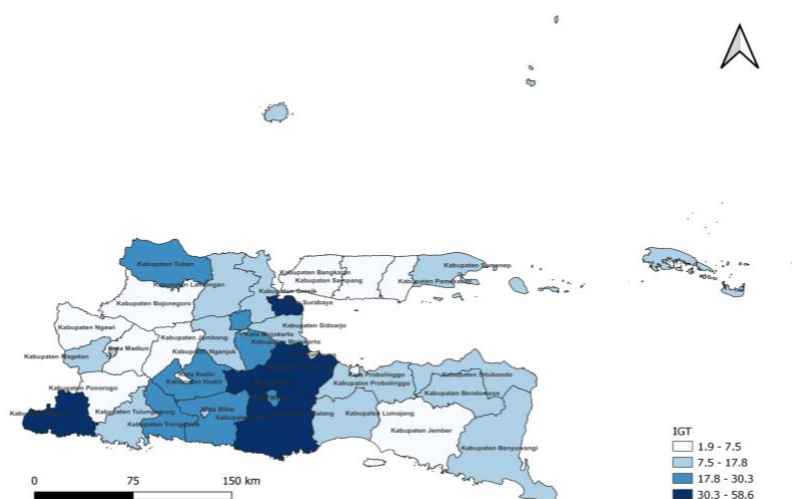 Kabupaten Tuban
Kabupaten Lamongan
Kabupaten Bangkalan
Kabupaten Sampang
Kabupaten Sumenep
Kabupaten Pamekasan
Kabupaten Bojonegoro
Kabupaten Gresik
Surabaya
Kabupaten Ngawi
Kabupaten Sidoarjo
Kota Madiun
Kabupaten Jombang
Kota Mojokerto
Kabupaten Mojokerto
Kabupaten Magetan
Kabupaten Nganjuk
Kota Kediri
Kabupaten Kediri
Kota Probolinggo
Kabupaten Probolinggo
Kabupaten Situbondo
Kabupaten Bondowoso
Kabupaten Ponorogo
Kabupaten Tulungagung
Kabupaten Trenggalek
Kota Blitar
Kabupaten Lumajang
Kabupaten Jember
Kabupaten Banyuwangi
IGT
1.9 - 7.5
7.5 - 17.8
17.8 - 30.3
30.3 - 58.6
0 75 150 km